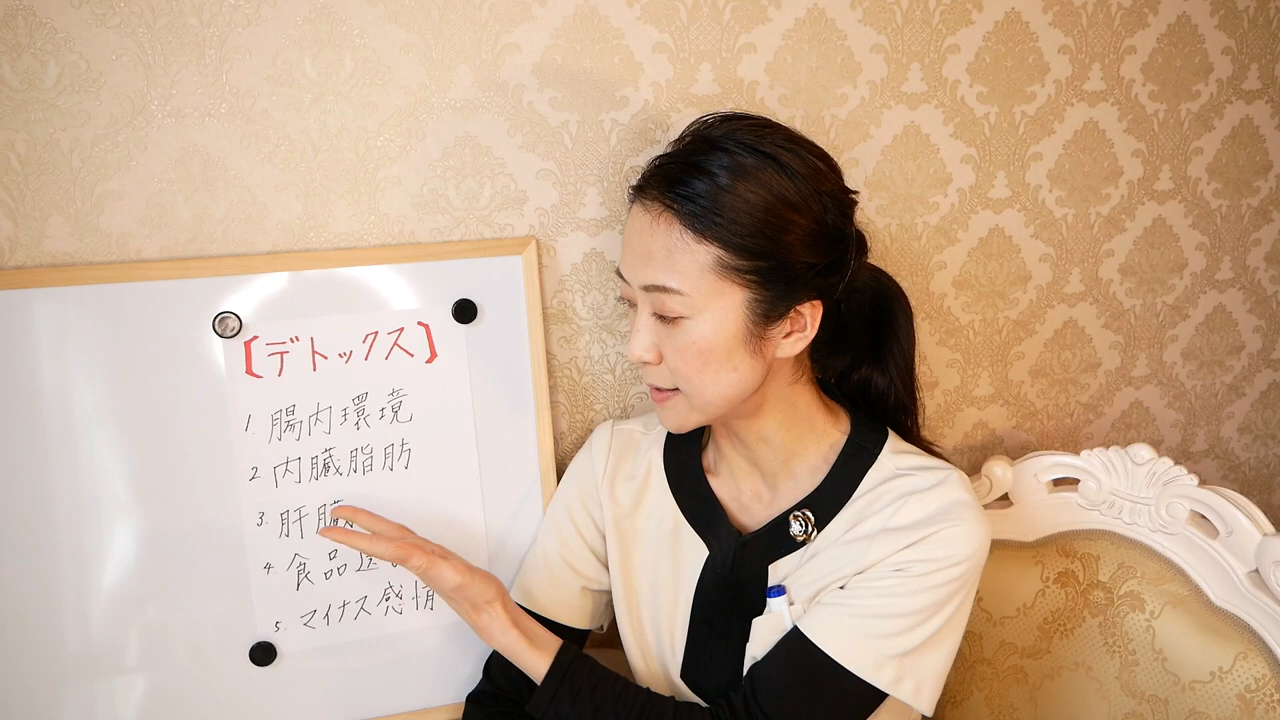 【デトックス】
1. 腸内環境
2 内臓脂肪
3. 肝臓
4. 食品
5. マイナス感情